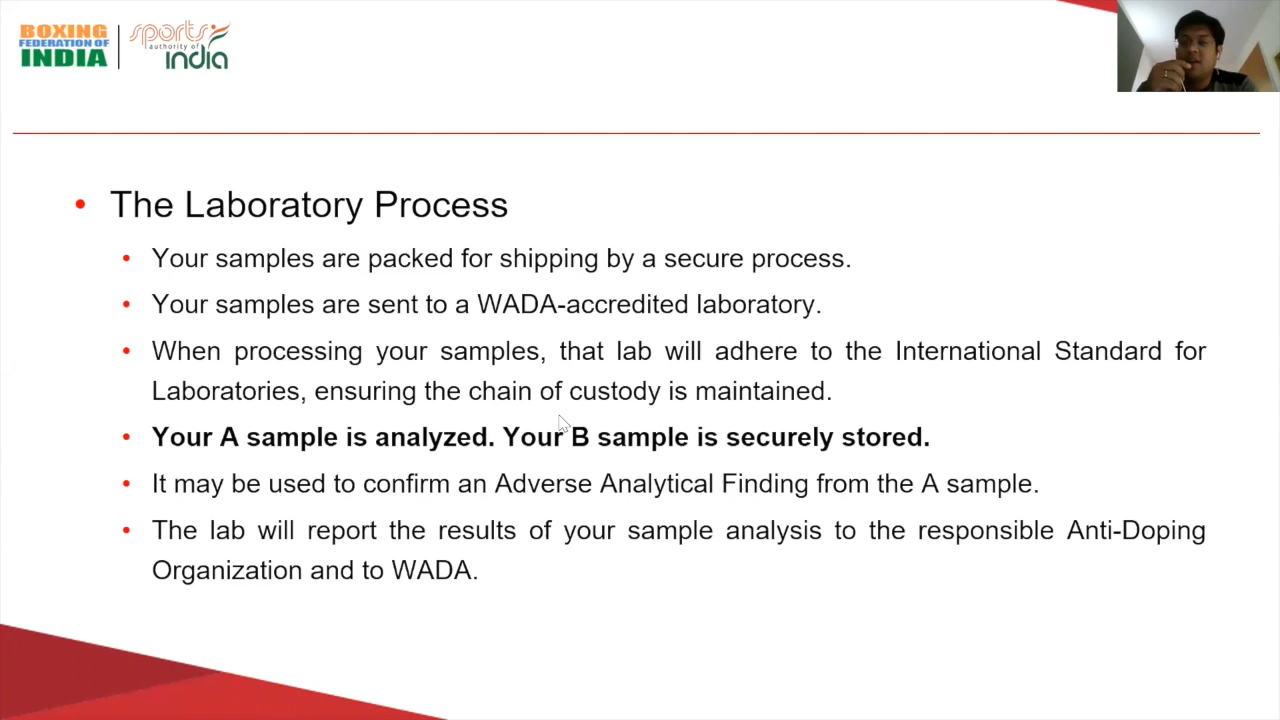 BOXING
FEDERATION OF
INDIA
sports
authority of
india
• The Laboratory Process
• Your samples are packed for shipping by a secure process.
• Your samples are sent to a WADA-accredited laboratory.
• When processing your samples, that lab will adhere to the International Standard for
Laboratories, ensuring the chain of custody is maintained.
• Your A sample is analyzed. Your B sample is securely stored.
• It may be used to confirm an Adverse Analytical Finding from the A sample.
• The lab will report the results of your sample analysis to the responsible Anti-Doping
Organization and to WADA.